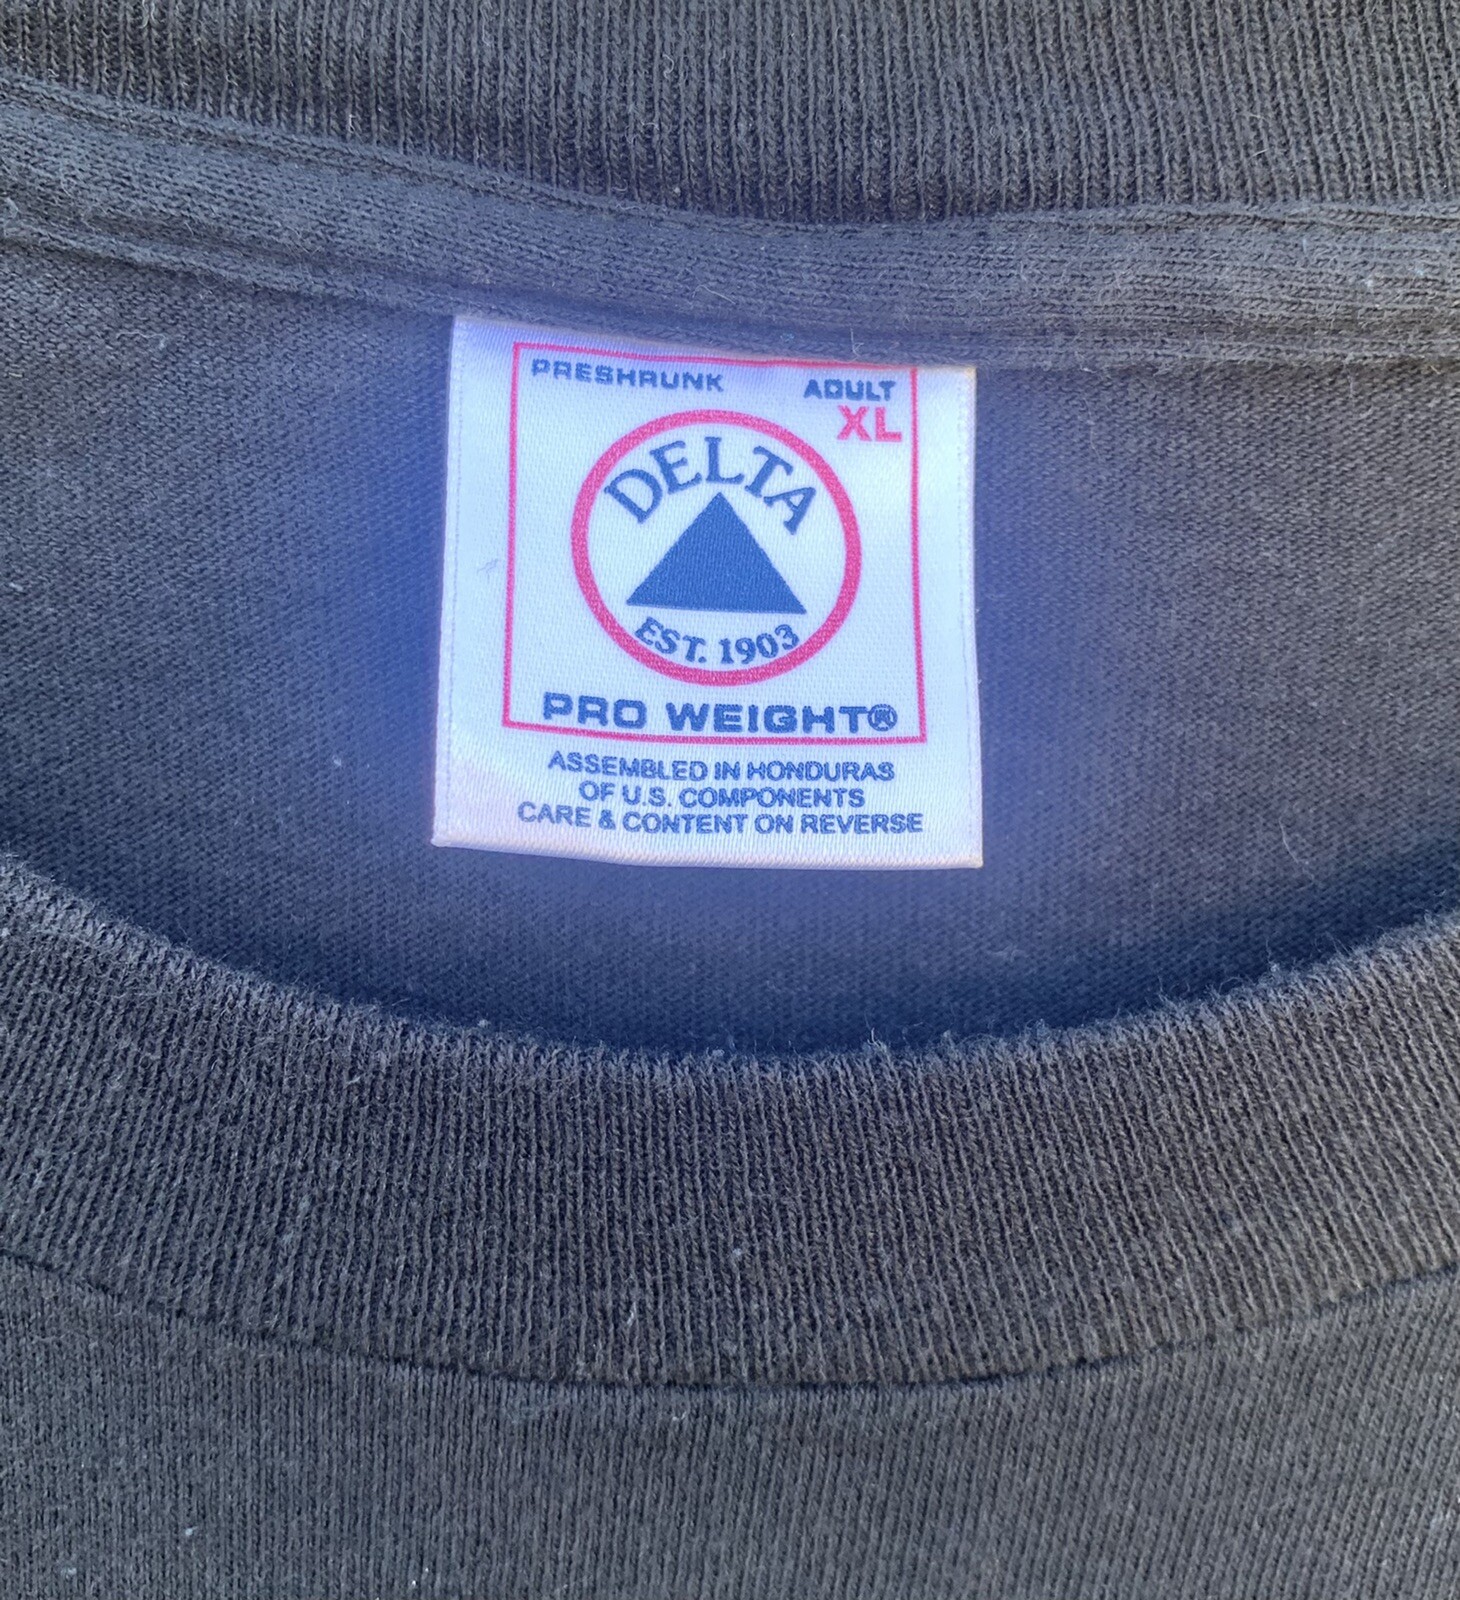 PRESHRUNK ADULT
XL
DELTA
EST. 1903
PRO WEIGHT®
ASSEMBLED IN HONDURAS
OF U.S. COMPONENTS
CARE & CONTENT ON REVERSE